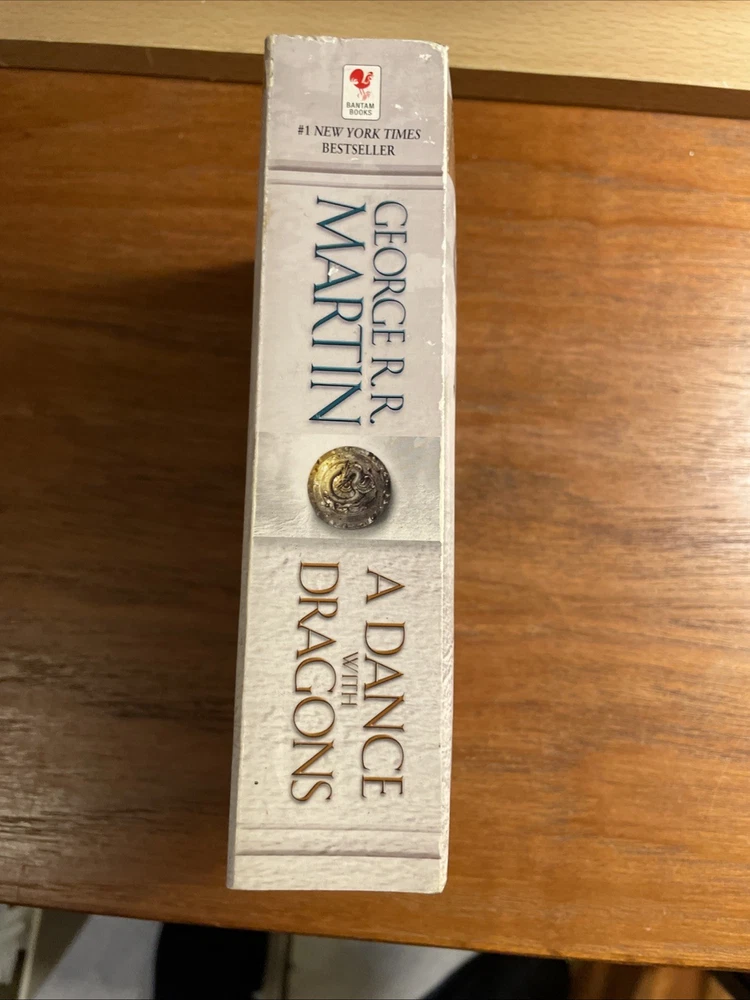 BANTAM
BOOKS
#1 NEW YORK TIMES
BESTSELLER
GEORGE R.R.
MARTIN
A DANCE
WITH
DRAGONS